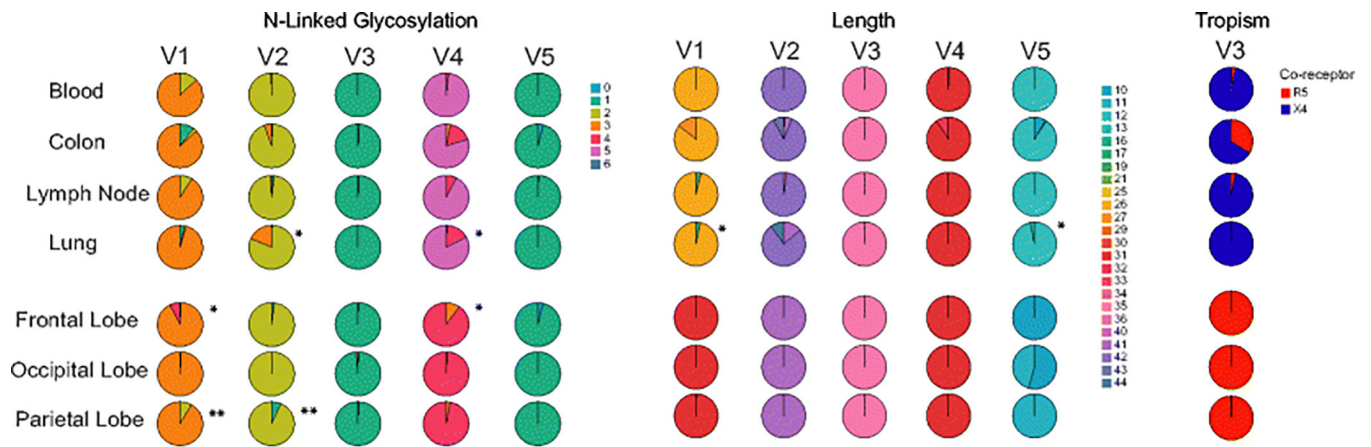 N-Linked Glycosylation Length Tropism
V1 V2 V3 V4 V5 V1 V2 V3 V4 V5 V3
Co-receptor
R5
X4
Blood
Colon
Lymph Node
Lung * * * *
Frontal Lobe * *
Occipital Lobe
Parietal Lobe ** **
0
1
2
3
4
5
6
10
11
12
13
16
17
19
21
25
26
27
29
30
31
32
33
34
35
36
40
41
42
43
44